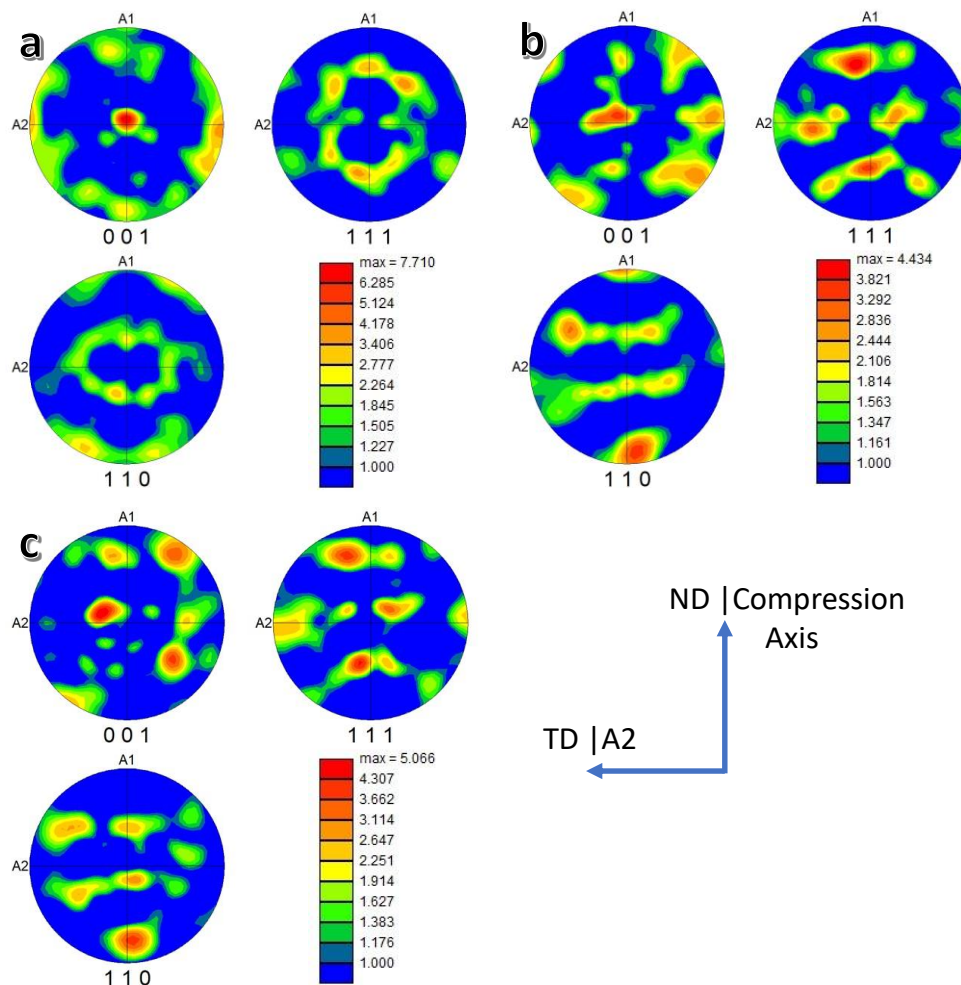 a
A1
A2
0 0 1
A1
A2
1 1 1
A1
A2
1 1 0
max = 7.710
6.285
5.124
4.178
3.406
2.777
2.264
1.845
1.505
1.227
1.000
b
A1
A2
0 0 1
A1
A2
1 1 1
A1
A2
1 1 0
max = 4.434
3.821
3.292
2.836
2.444
2.106
1.814
1.563
1.347
1.161
1.000
c
A1
A2
0 0 1
A1
A2
1 1 1
A1
A2
1 1 0
max = 5.066
4.307
3.662
3.114
2.647
2.251
1.914
1.627
1.383
1.176
1.000
ND |Compression
Axis
TD |A2